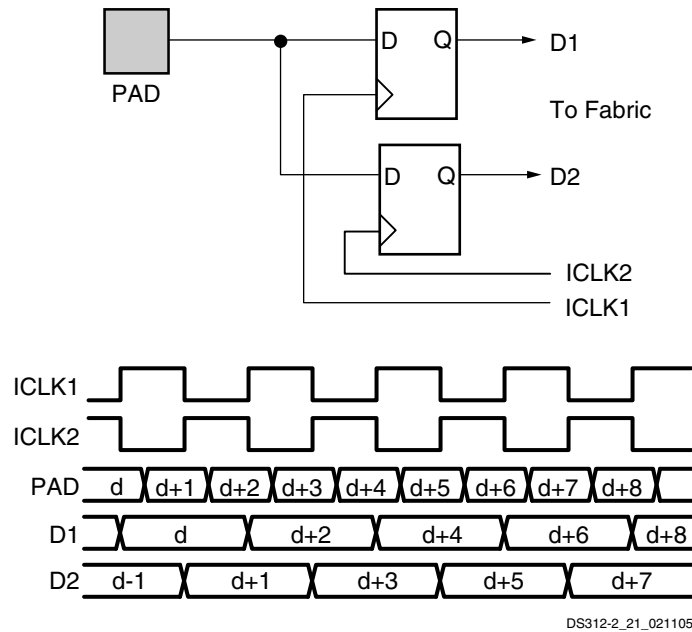 D Q D1
PAD
To Fabric
D Q D2
ICLK2
ICLK1
ICLK1
ICLK2
PAD d d+1 d+2 d+3 d+4 d+5 d+6 d+7 d+8
D1 d d+2 d+4 d+6 d+8
D2 d-1 d+1 d+3 d+5 d+7
DS312-2_21_021105